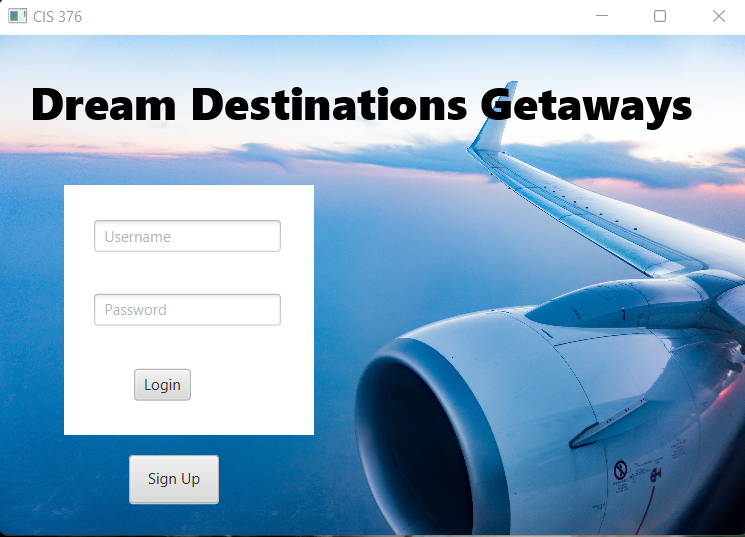 CIS 376
Dream Destinations Getaways
Username
Password
Login
Sign Up